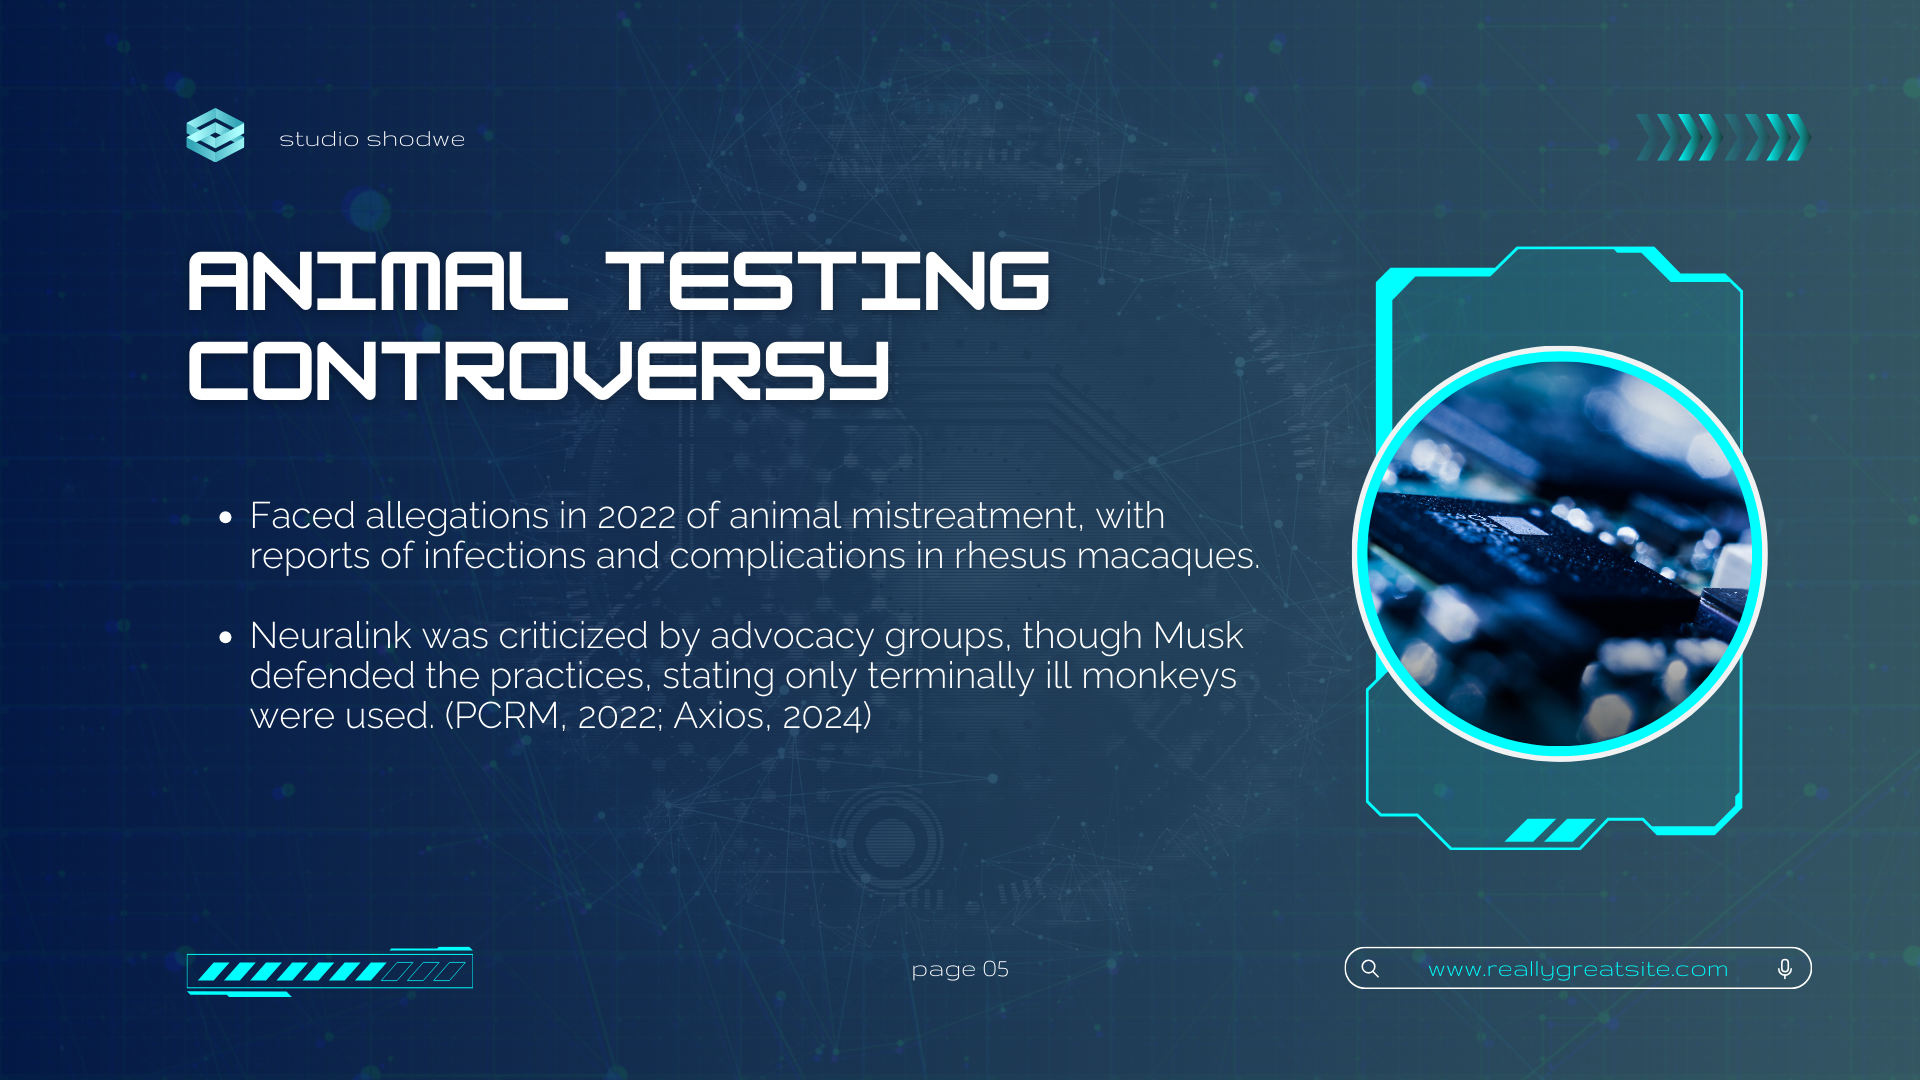 studio shodwe
ANIMAL TESTING
CONTROVERSY
• Faced allegations in 2022 of animal mistreatment, with
reports of infections and complications in rhesus macaques.
• Neuralink was criticized by advocacy groups, though Musk
defended the practices, stating only terminally ill monkeys
were used. (PCRM, 2022; Axios, 2024)
page 05
www.reallygreatsite.com